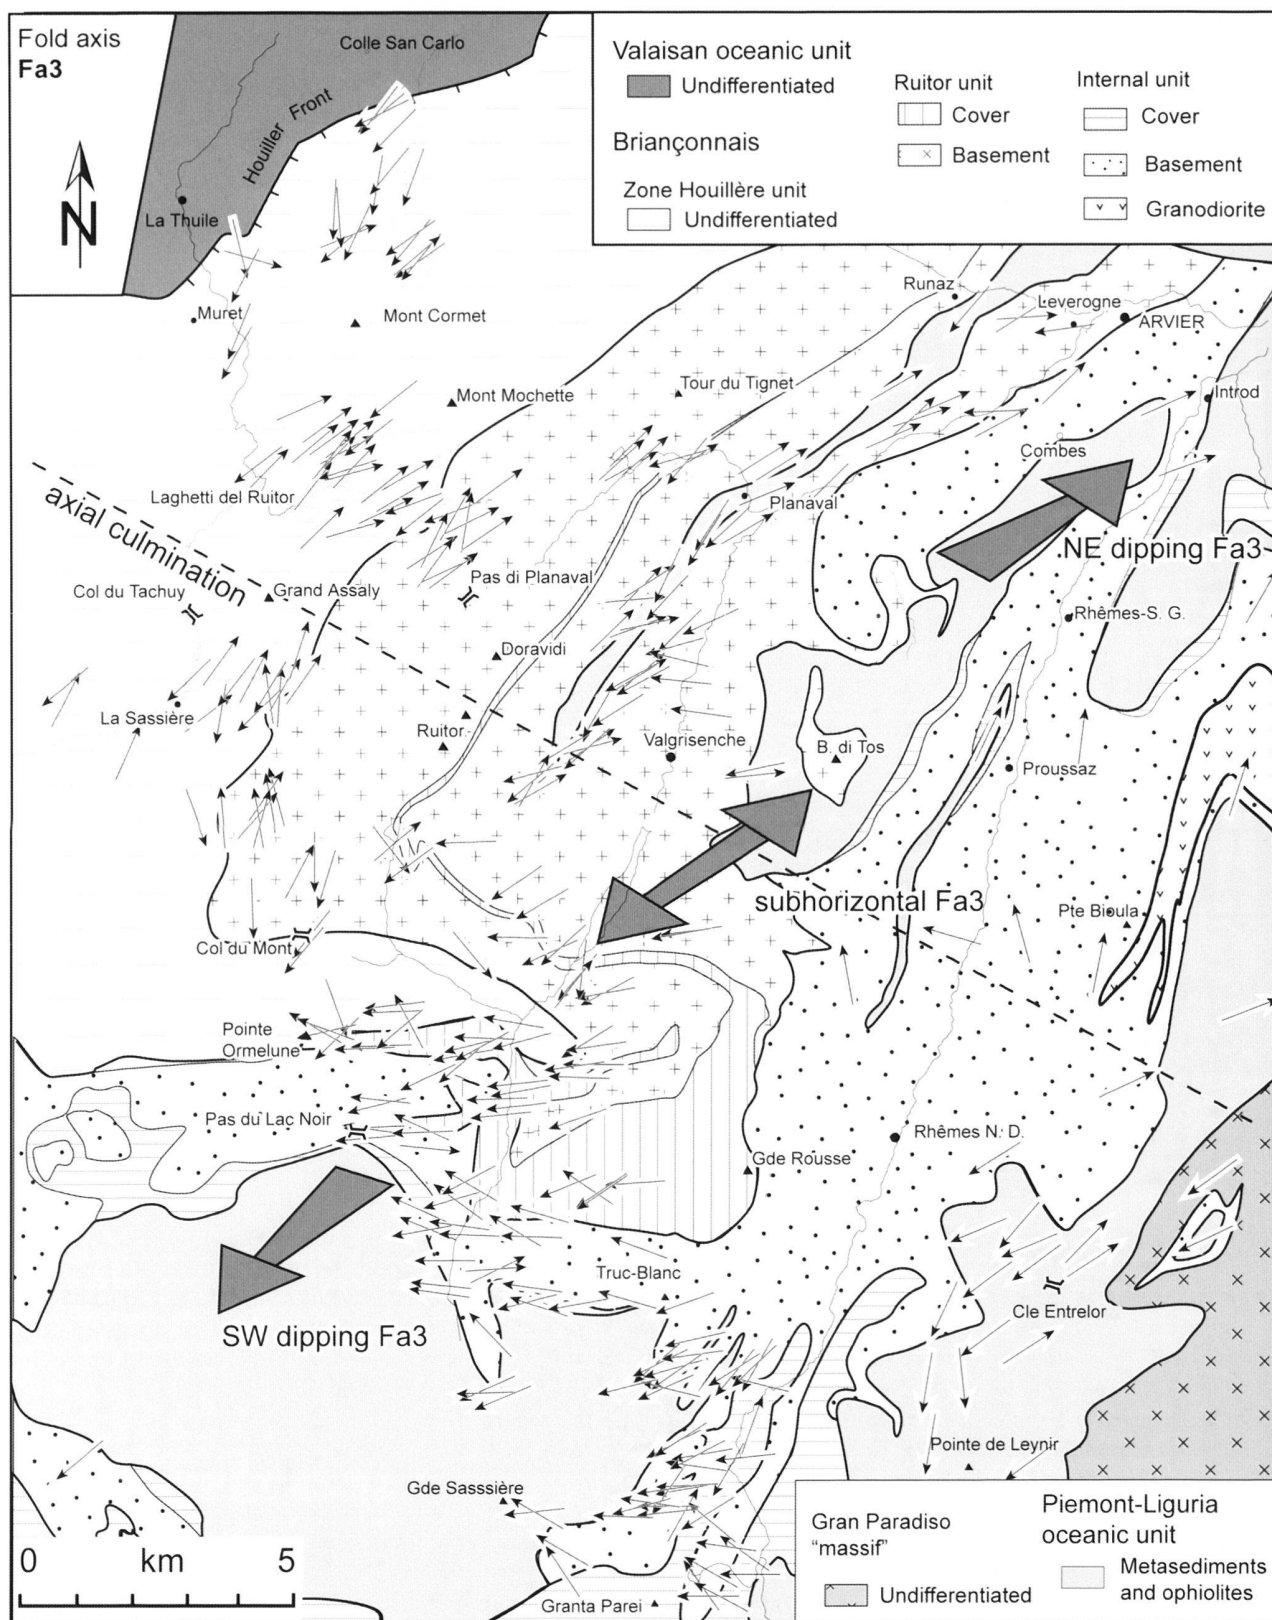 Fold axis
Fa3
N
Colle San Carlo
Houiller Front
La Thuile
Valaisan oceanic unit
Undifferentiated
Briançonnais
Zone Houillère unit
Undifferentiated
Ruitor unit
Cover
Basement
Internal unit
Cover
Basement
Granodiorite
Muret
Mont Cormet
Runaz
Leverogne
ARVIER
Mont Mochette
Tour du Tignet
Introd
Combes
Laghetti del Ruitor
Planaval
axial culmination
NE dipping Fa3
Pas di Planaval
Col du Tachuy
Grand Assaly
Rhêmes-S. G.
Doravidi
La Sassière
Ruitor
Valgrisenche
B. di Tos
Proussaz
subhorizontal Fa3
Pte Bioula
Col du Mont
Pointe
Ormelune
Pas du Lac Noir
Rhêmes N. D.
Gde Rousse
Truc-Blanc
Cle Entrelor
SW dipping Fa3
Pointe de Leynir
Gde Sasssière
Granta Parei
0 km 5
Gran Paradiso
“massif”
Undifferentiated
Piemont-Liguria
oceanic unit
Metasediments
and ophiolites